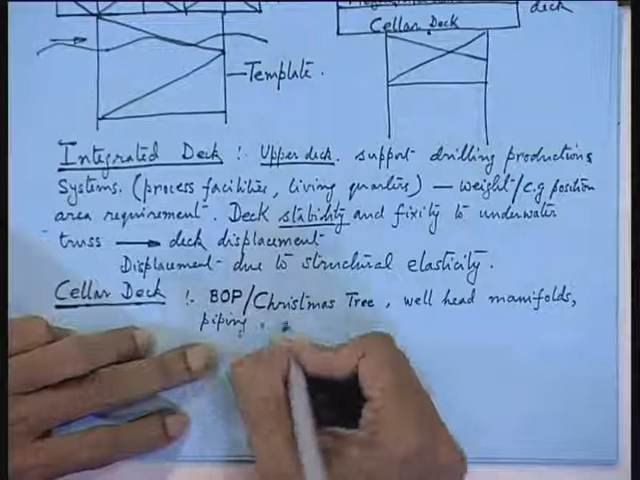 deck
Cellar Deck
Template.
Integrated Deck :. Upper deck. support drilling productions
Systems. (process facilities, living quarters) — weight/c.g position
area requirement. Deck stability and fixity to underwater
truss → deck displacement
Displacement due to structural elasticity.
Cellar Deck :. BOP/Christmas Tree, well head manifolds,
piping.